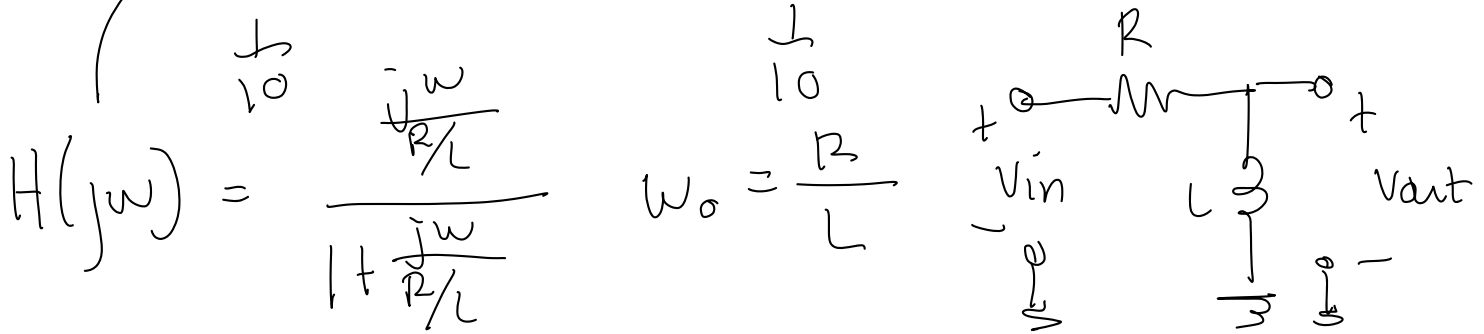 1/10 1/10 R
H(jw) = (jw/(R/L))/(1+jw/(R/L)) w₀ = R/L + Vin - L + Vout -